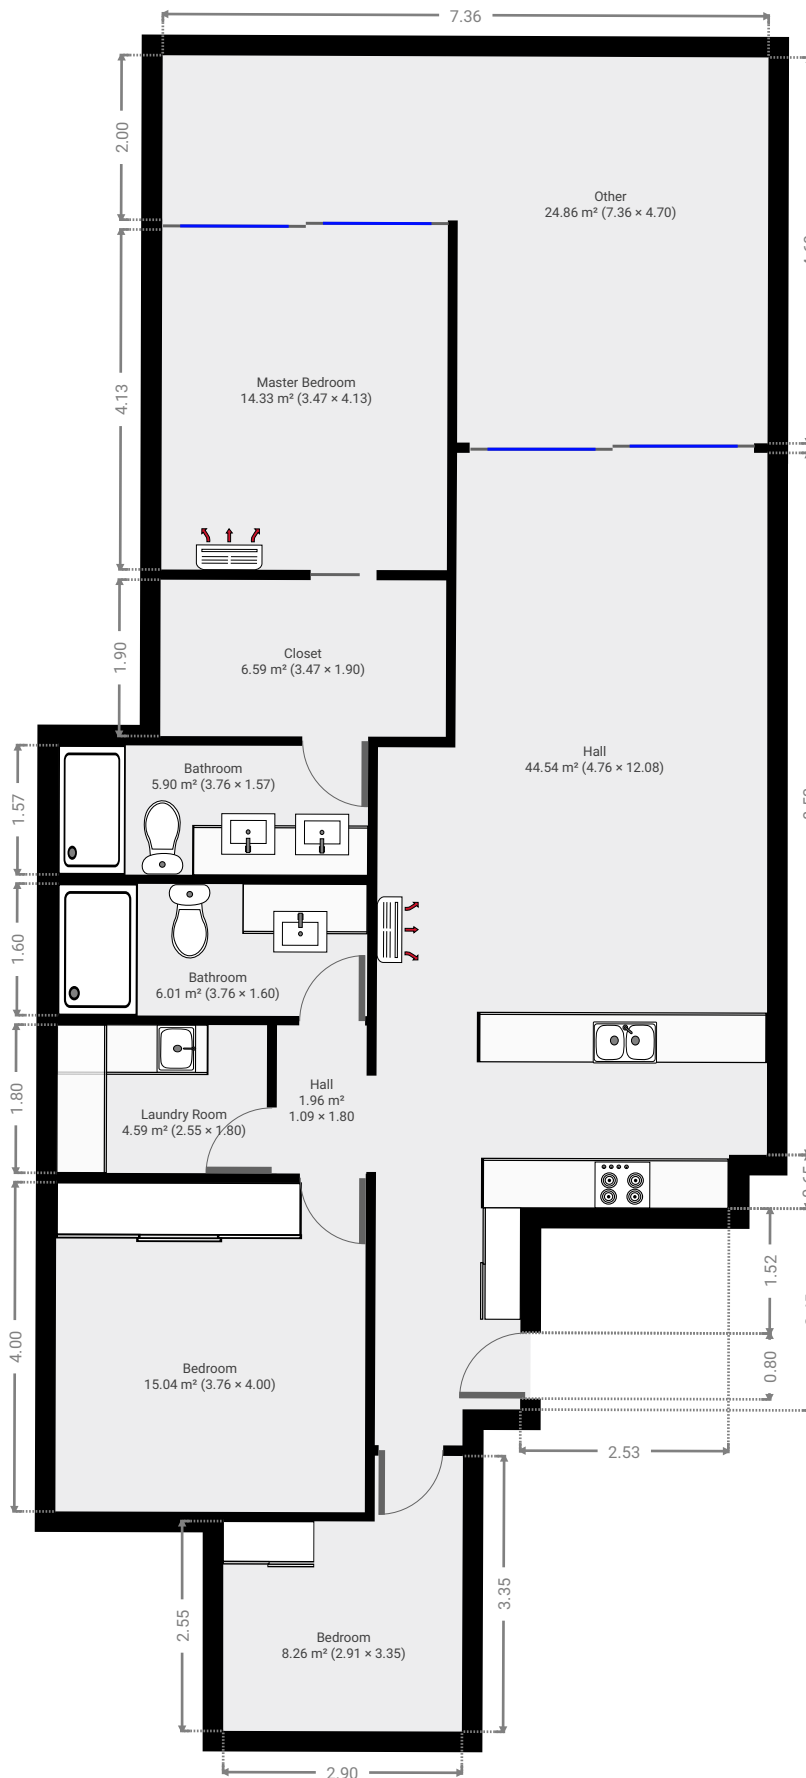 7.36
2.00
Other
24.86 m² (7.36 × 4.70)
4.13
Master Bedroom
14.33 m² (3.47 × 4.13)
1.90
Closet
6.59 m² (3.47 × 1.90)
Hall
44.54 m² (4.76 × 12.08)
1.57
Bathroom
5.90 m² (3.76 × 1.57)
1.60
Bathroom
6.01 m² (3.76 × 1.60)
1.80
Hall
1.96 m²
1.09 × 1.80
Laundry Room
4.59 m² (2.55 × 1.80)
1.52
4.00
0.80
Bedroom
15.04 m² (3.76 × 4.00)
2.53
2.55
3.35
Bedroom
8.26 m² (2.91 × 3.35)
2.90